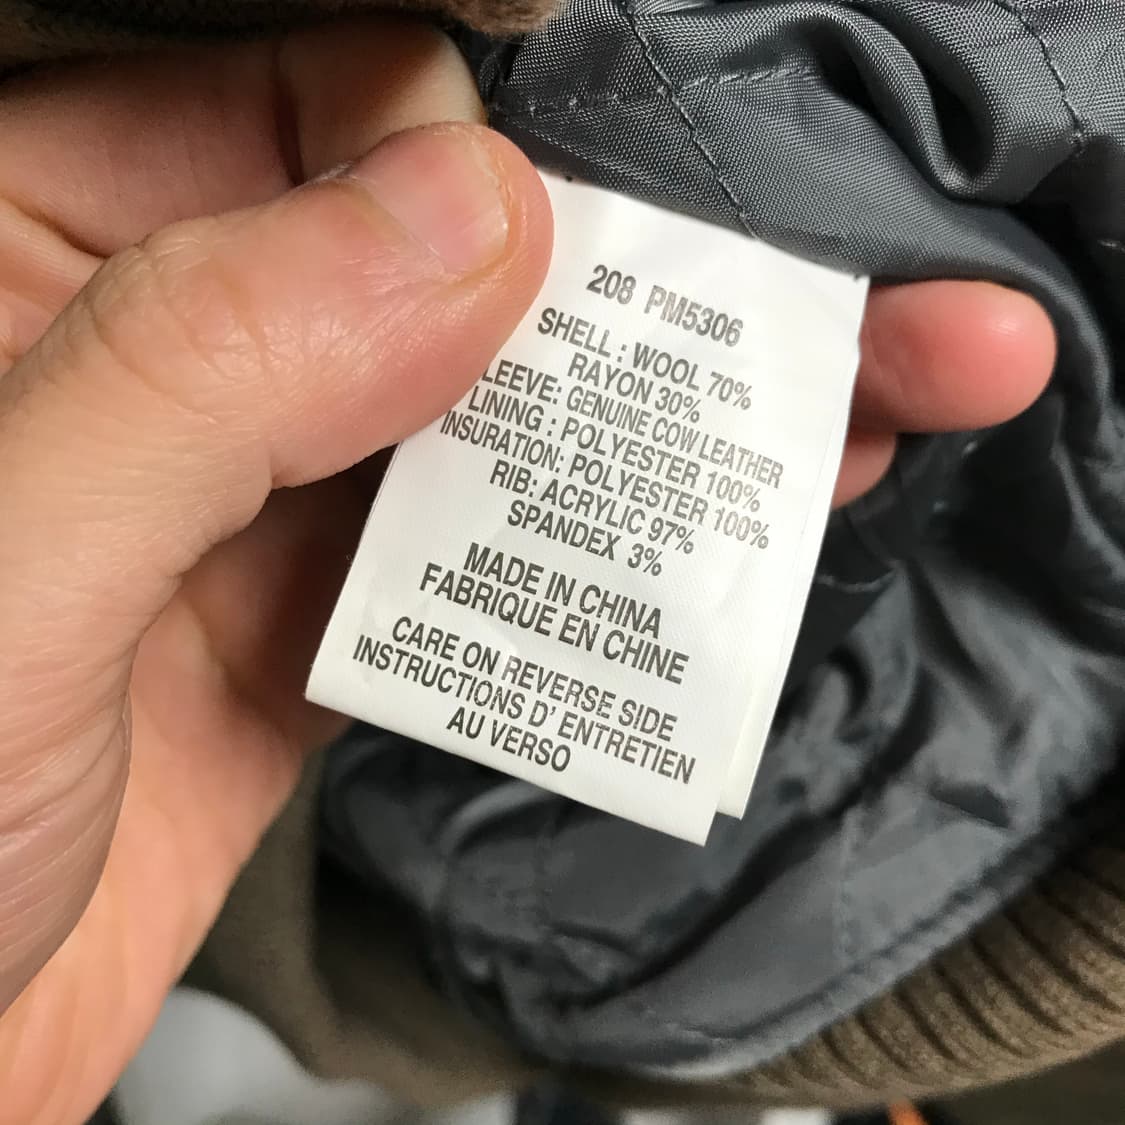 208 PM5306
SHELL : WOOL 70%
RAYON 30%
LEEVE: GENUINE COW LEATHER
LINING : POLYESTER 100%
INSURATION: POLYESTER 100%
RIB: ACRYLIC 97%
SPANDEX 3%
MADE IN CHINA
FABRIQUE EN CHINE
CARE ON REVERSE SIDE
INSTRUCTIONS D' ENTRETIEN
AU VERSO